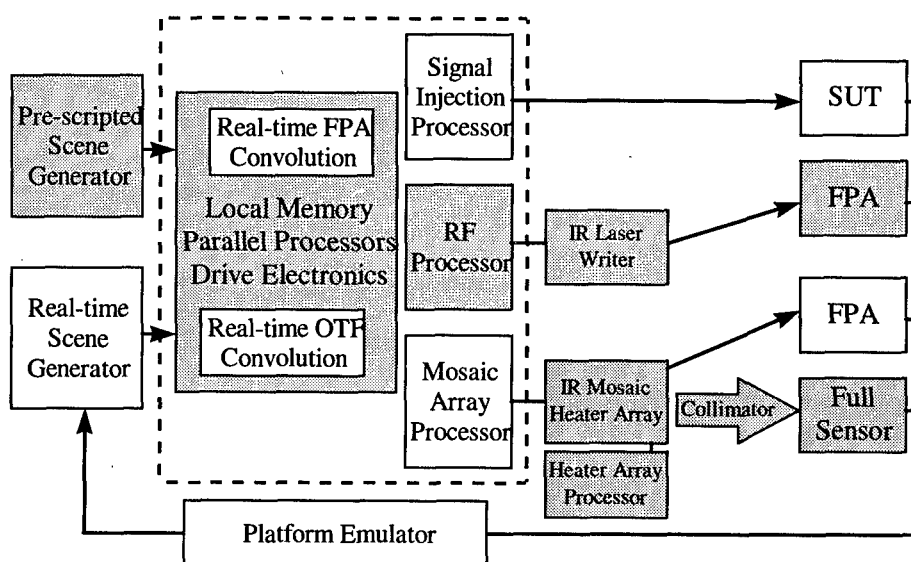 Pre-scripted
Scene
Generator
Real-time
Scene
Generator
Real-time FPA
Convolution
Local Memory
Parallel Processors
Drive Electronics
Real-time OTF
Convolution
Signal
Injection
Processor
RF
Processor
Mosaic
Array
Processor
IR Laser
Writer
IR Mosaic
Heater Array
Heater Array
Processor
Collimator
SUT
FPA
FPA
Full
Sensor
Platform Emulator